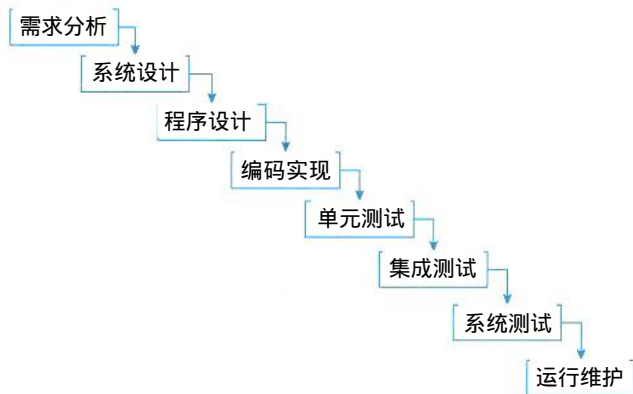 需求分析
系统设计
程序设计
编码实现
单元测试
集成测试
系统测试
运行维护